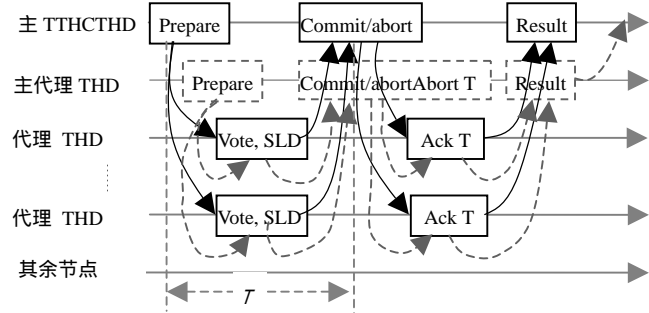 主 TTHCTHD Prepare Commit/abort Result
主代理 THD Prepare Commit/abortAbort T Result
代理 THD Vote, SLD Ack T
代理 THD Vote, SLD Ack T
其余节点
T